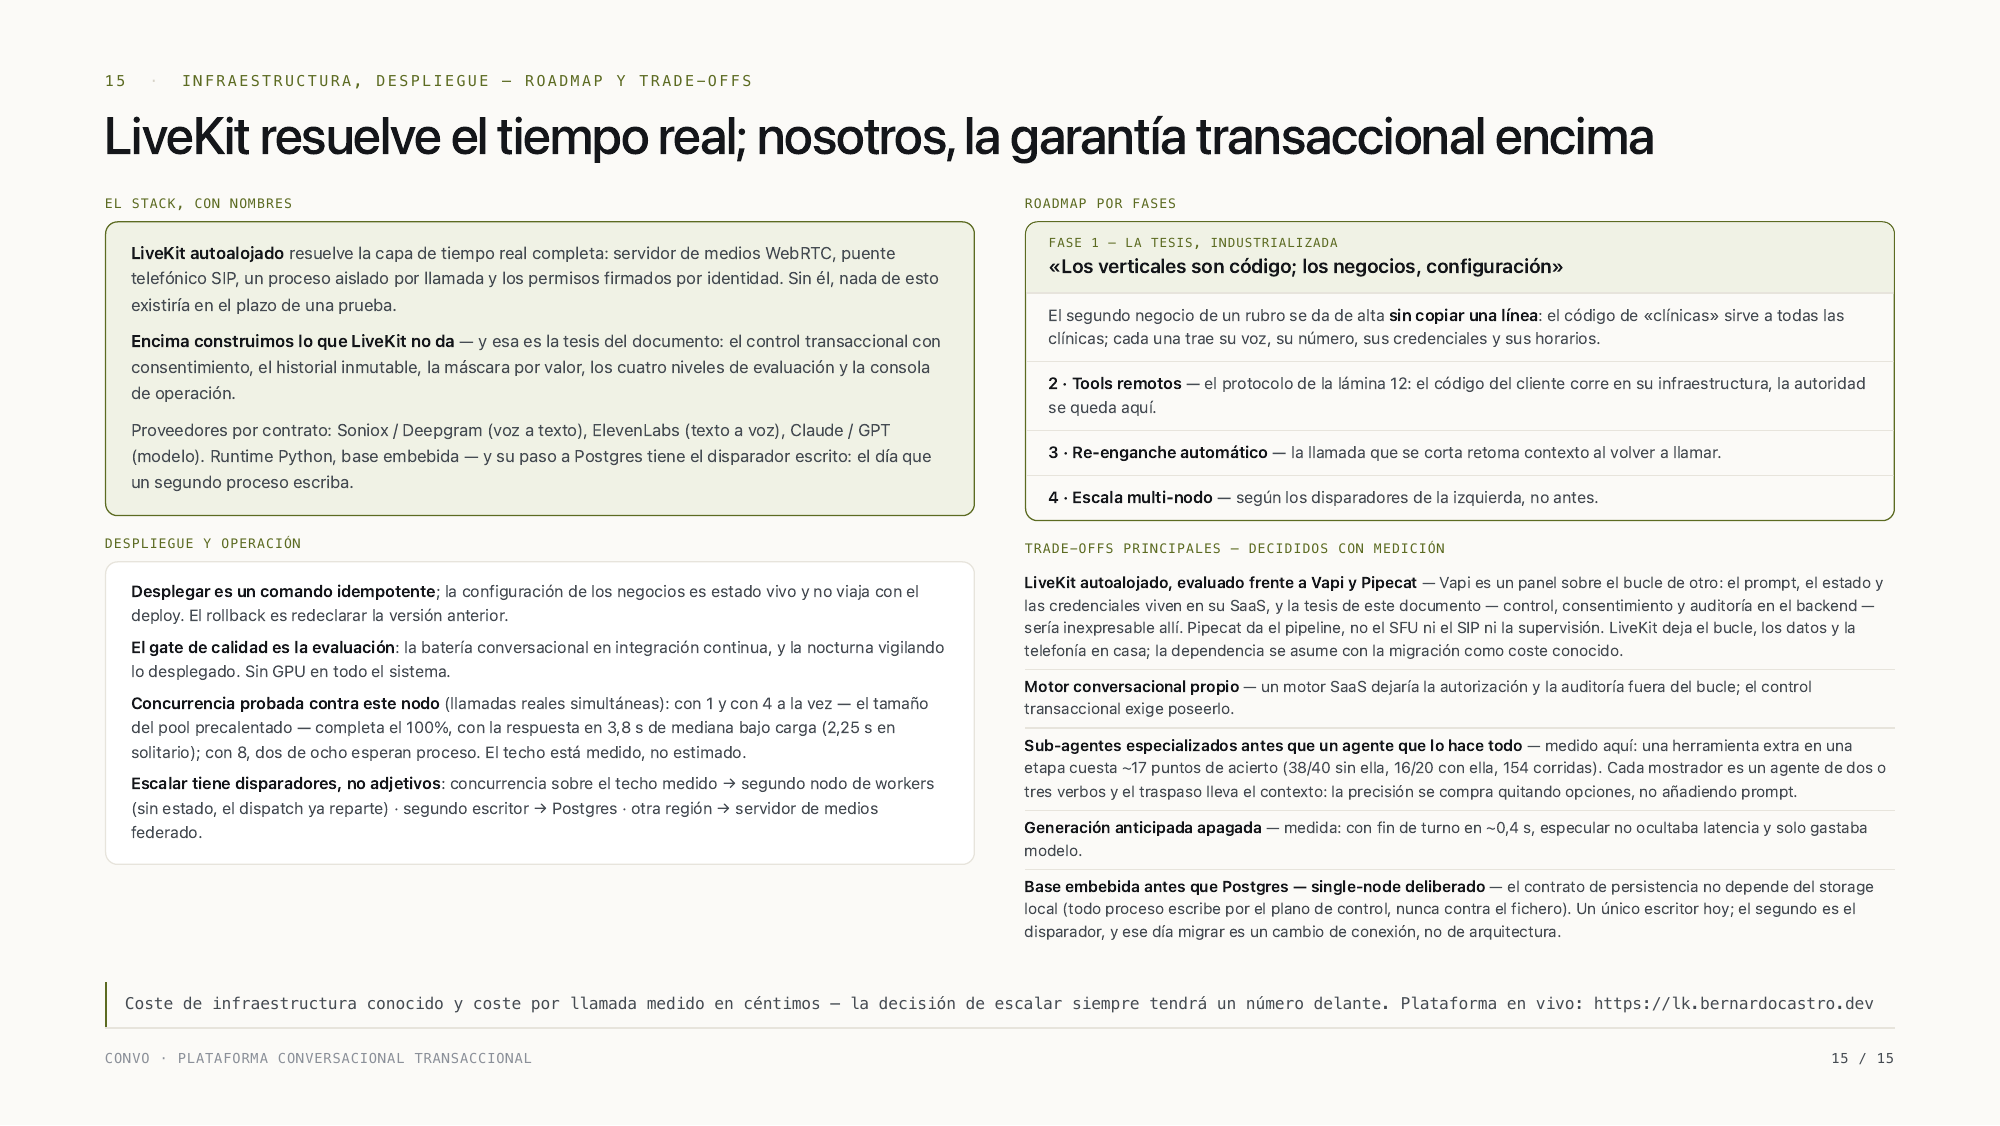 15 · INFRAESTRUCTURA, DESPLIEGUE — ROADMAP Y TRADE-OFFS
LiveKit resuelve el tiempo real; nosotros, la garantía transaccional encima
EL STACK, CON NOMBRES
LiveKit autoalojado resuelve la capa de tiempo real completa: servidor de medios WebRTC, puente
telefónico SIP, un proceso aislado por llamada y los permisos firmados por identidad. Sin él, nada de esto
existiría en el plazo de una prueba.
Encima construimos lo que LiveKit no da — y esa es la tesis del documento: el control transaccional con
consentimiento, el historial inmutable, la máscara por valor, los cuatro niveles de evaluación y la consola
de operación.
Proveedores por contrato: Soniox / Deepgram (voz a texto), ElevenLabs (texto a voz), Claude / GPT
(modelo). Runtime Python, base embebida — y su paso a Postgres tiene el disparador escrito: el día que
un segundo proceso escriba.
DESPLIEGUE Y OPERACIÓN
Desplegar es un comando idempotente; la configuración de los negocios es estado vivo y no viaja con el
deploy. El rollback es redeclarar la versión anterior.
El gate de calidad es la evaluación: la batería conversacional en integración continua, y la nocturna vigilando
lo desplegado. Sin GPU en todo el sistema.
Concurrencia probada contra este nodo (llamadas reales simultáneas): con 1 y con 4 a la vez — el tamaño
del pool precalentado — completa el 100%, con la respuesta en 3,8 s de mediana bajo carga (2,25 s en
solitario); con 8, dos de ocho esperan proceso. El techo está medido, no estimado.
Escalar tiene disparadores, no adjetivos: concurrencia sobre el techo medido → segundo nodo de workers
(sin estado, el dispatch ya reparte) · segundo escritor → Postgres · otra región → servidor de medios
federado.
ROADMAP POR FASES
FASE 1 — LA TESIS, INDUSTRIALIZADA
«Los verticales son código; los negocios, configuración»
El segundo negocio de un rubro se da de alta sin copiar una línea: el código de «clínicas» sirve a todas las
clínicas; cada una trae su voz, su número, sus credenciales y sus horarios.
2 · Tools remotos — el protocolo de la lámina 12: el código del cliente corre en su infraestructura, la autoridad
se queda aquí.
3 · Re-enganche automático — la llamada que se corta retoma contexto al volver a llamar.
4 · Escala multi-nodo — según los disparadores de la izquierda, no antes.
TRADE-OFFS PRINCIPALES — DECIDIDOS CON MEDICIÓN
LiveKit autoalojado, evaluado frente a Vapi y Pipecat — Vapi es un panel sobre el bucle de otro: el prompt, el estado y
las credenciales viven en su SaaS, y la tesis de este documento — control, consentimiento y auditoría en el backend —
sería inexpresable allí. Pipecat da el pipeline, no el SFU ni el SIP ni la supervisión. LiveKit deja el bucle, los datos y la
telefonía en casa; la dependencia se asume con la migración como coste conocido.
Motor conversacional propio — un motor SaaS dejaría la autorización y la auditoría fuera del bucle; el control
transaccional exige poseerlo.
Sub-agentes especializados antes que un agente que lo hace todo — medido aquí: una herramienta extra en una
etapa cuesta ~17 puntos de acierto (38/40 sin ella, 16/20 con ella, 154 corridas). Cada mostrador es un agente de dos o
tres verbos y el traspaso lleva el contexto: la precisión se compra quitando opciones, no añadiendo prompt.
Generación anticipada apagada — medida: con fin de turno en ~0,4 s, especular no ocultaba latencia y solo gastaba
modelo.
Base embebida antes que Postgres — single-node deliberado — el contrato de persistencia no depende del storage
local (todo proceso escribe por el plano de control, nunca contra el fichero). Un único escritor hoy; el segundo es el
disparador, y ese día migrar es un cambio de conexión, no de arquitectura.
Coste de infraestructura conocido y coste por llamada medido en céntimos — la decisión de escalar siempre tendrá un número delante. Plataforma en vivo: https://lk.bernardocastro.dev
CONVO · PLATAFORMA CONVERSACIONAL TRANSACCIONAL
15 / 15